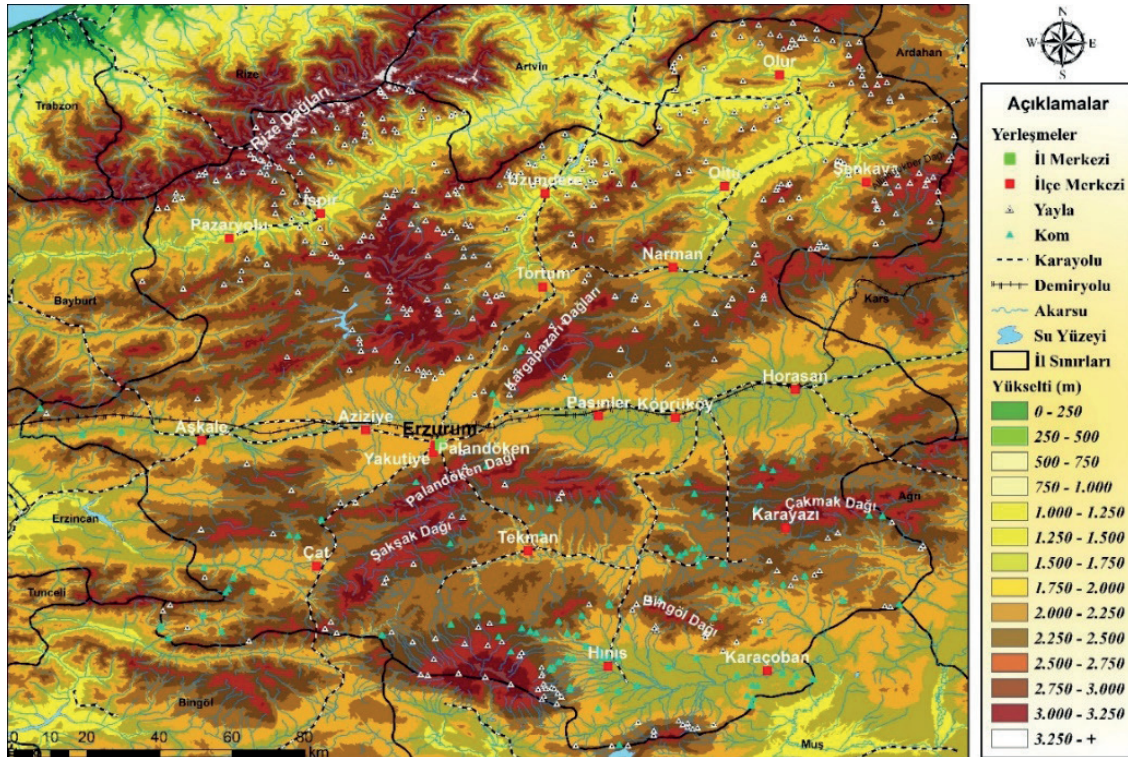 Ardahan
Olur
Artvin
Rize
Trabzon
Rize Dağları
Şenkaya
Oltu
Uzundere
İspir
Pazaryolu
Narman
Tortum
Bayburt
Kars
Kargapazarı Dağları
Horasan
Pasinler
Köprüköy
Aziziye
Aşkale
Erzurum
Palandöken
Yakutiye
Palandöken Dağı
Ağrı
Çakmak Dağı
Karayazı
Erzincan
Şakşak Dağı
Tekman
Çat
Tunceli
Bingöl Dağı
Hınıs
Karaçoban
Bingöl
Muş
0 10 20 40 60 80
km
N
W E
S
Açıklamalar
Yerleşmeler
İl Merkezi
İlçe Merkezi
Yayla
Kom
Karayolu
Demiryolu
Akarsu
Su Yüzeyi
İl Sınırları
Yükselti (m)
0 - 250
250 - 500
500 - 750
750 - 1.000
1.000 - 1.250
1.250 - 1.500
1.500 - 1.750
1.750 - 2.000
2.000 - 2.250
2.250 - 2.500
2.500 - 2.750
2.750 - 3.000
3.000 - 3.250
3.250 - +